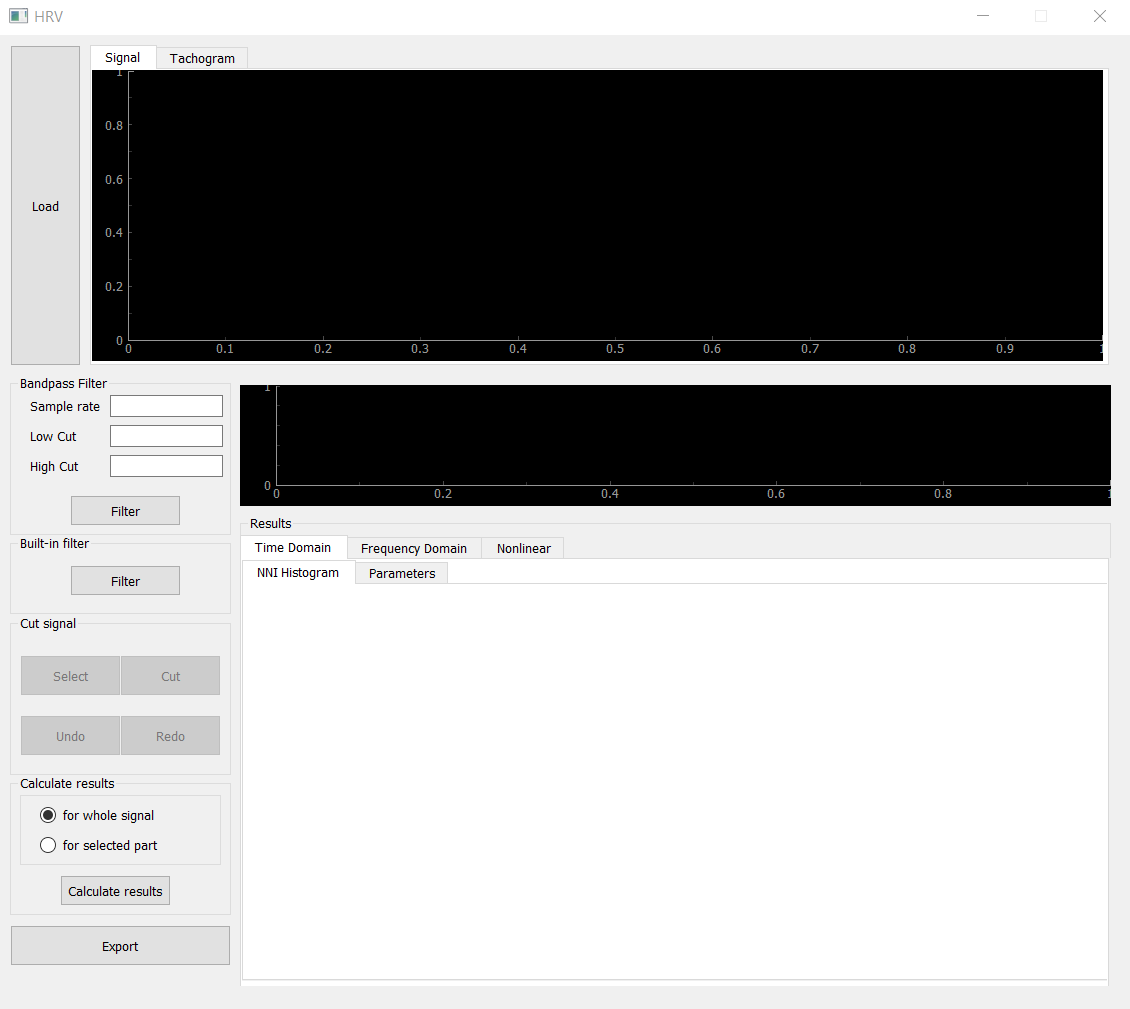 HRV
Signal Tachogram
Load
1
0.8
0.6
0.4
0.2
0
0 0.1 0.2 0.3 0.4 0.5 0.6 0.7 0.8 0.9 1
Bandpass Filter
Sample rate
Low Cut
High Cut
Filter
Built-in filter
Filter
Cut signal
Select Cut
Undo Redo
Calculate results
for whole signal
for selected part
Calculate results
Export
1
0
0 0.2 0.4 0.6 0.8 1
Results
Time Domain Frequency Domain Nonlinear
NNI Histogram Parameters